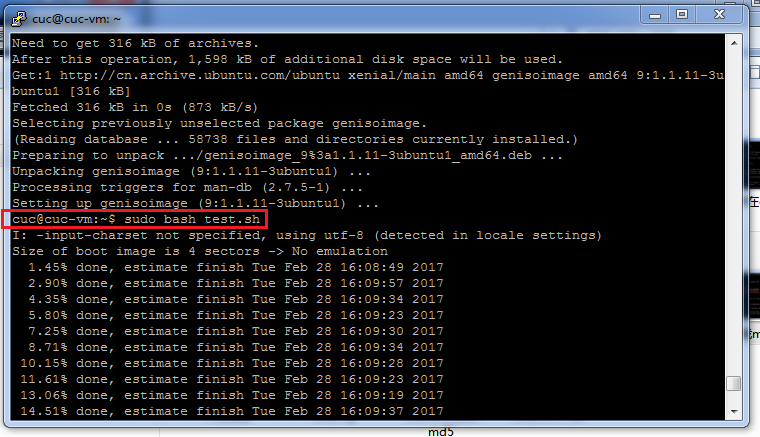 cuc@cuc-vm: ~
Need to get 316 kB of archives.
After this operation, 1,598 kB of additional disk space will be used.
Get:1 http://cn.archive.ubuntu.com/ubuntu xenial/main amd64 genisoimage amd64 9:1.1.11-3u
buntu1 [316 kB]
Fetched 316 kB in 0s (873 kB/s)
Selecting previously unselected package genisoimage.
(Reading database ... 58738 files and directories currently installed.)
Preparing to unpack .../genisoimage_9%3a1.1.11-3ubuntu1_amd64.deb ...
Unpacking genisoimage (9:1.1.11-3ubuntu1) ...
Processing triggers for man-db (2.7.5-1) ...
Setting up genisoimage (9:1.1.11-3ubuntu1) ...
cuc@cuc-vm:~$ sudo bash test.sh
I: -input-charset not specified, using utf-8 (detected in locale settings)
Size of boot image is 4 sectors -> No emulation
1.45% done, estimate finish Tue Feb 28 16:08:49 2017
2.90% done, estimate finish Tue Feb 28 16:09:57 2017
4.35% done, estimate finish Tue Feb 28 16:09:34 2017
5.80% done, estimate finish Tue Feb 28 16:09:23 2017
7.25% done, estimate finish Tue Feb 28 16:09:30 2017
8.71% done, estimate finish Tue Feb 28 16:09:34 2017
10.15% done, estimate finish Tue Feb 28 16:09:28 2017
11.61% done, estimate finish Tue Feb 28 16:09:23 2017
13.06% done, estimate finish Tue Feb 28 16:09:19 2017
14.51% done, estimate finish Tue Feb 28 16:09:37 2017
在
md5